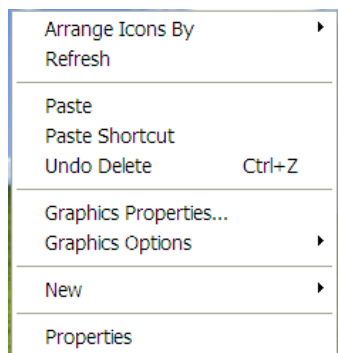 Arrange Icons By
Refresh
Paste
Paste Shortcut
Undo Delete Ctrl+Z
Graphics Properties...
Graphics Options
New
Properties